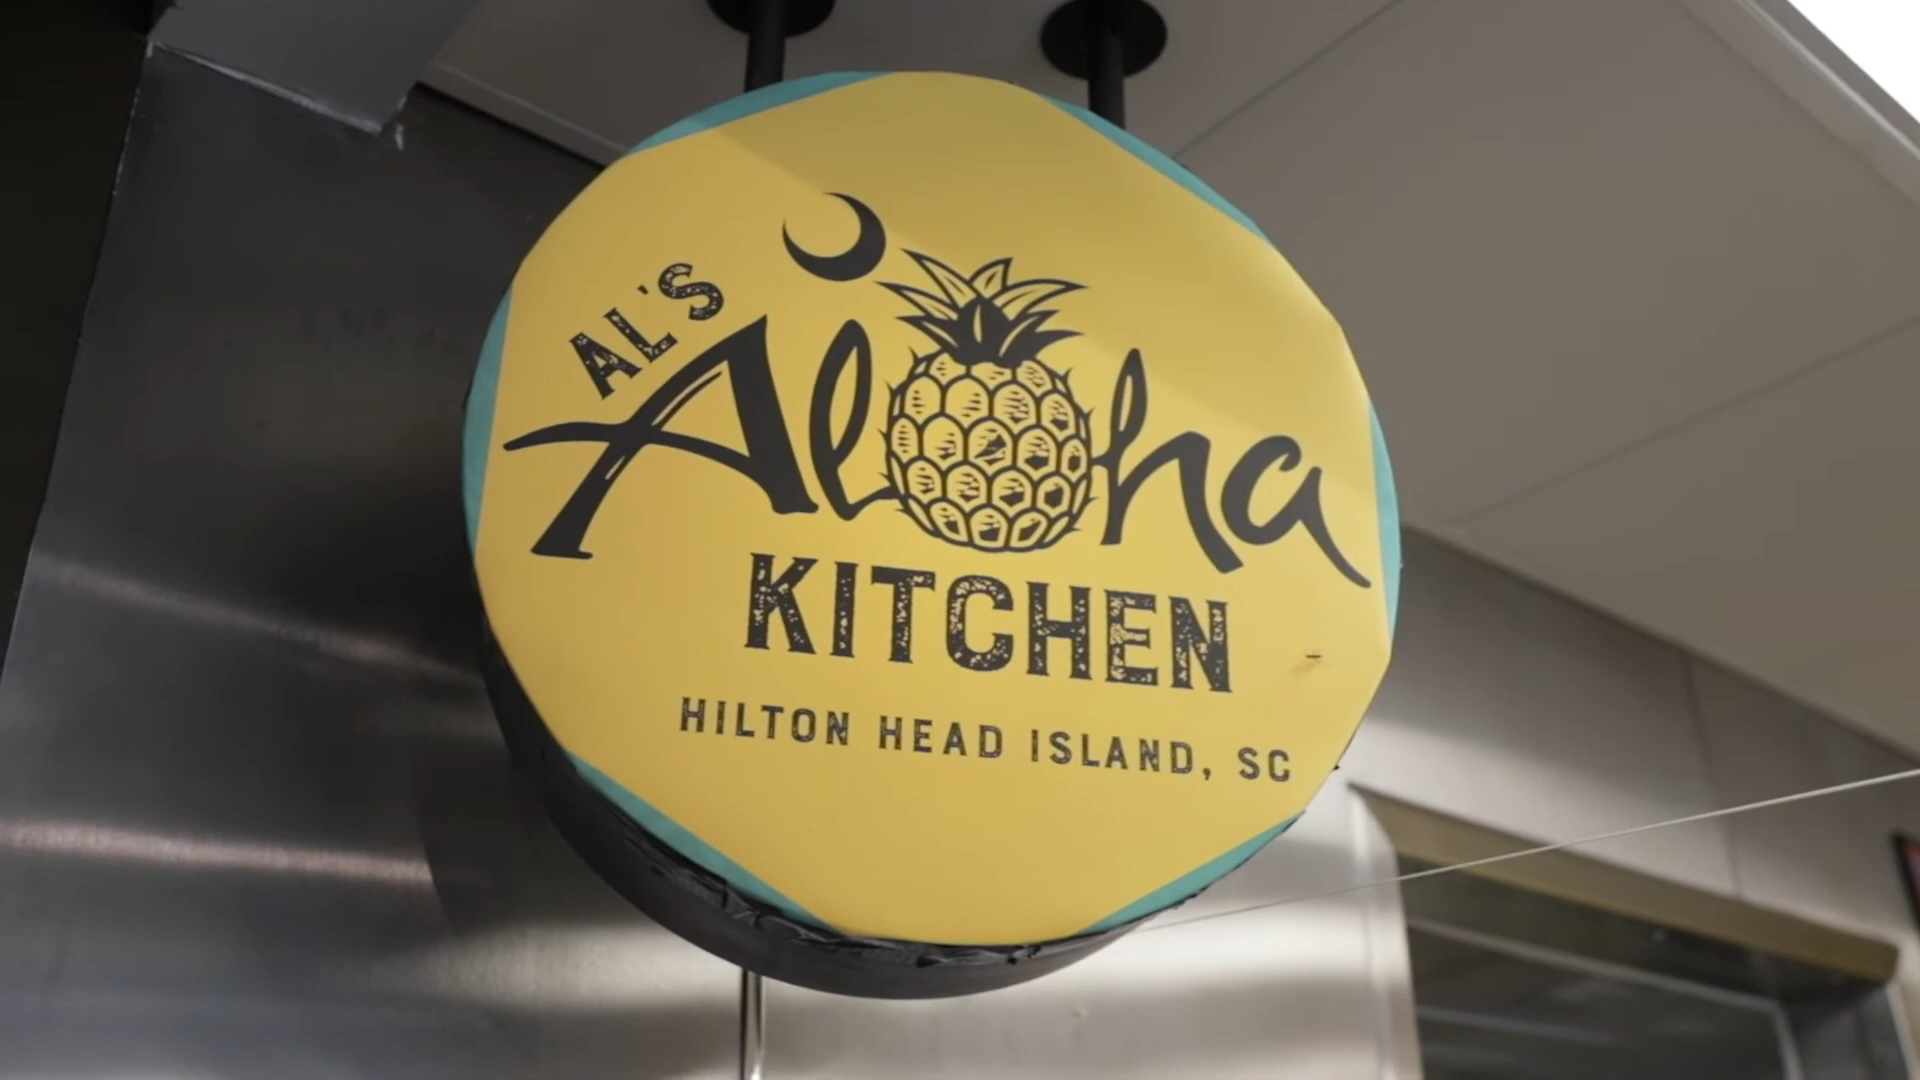 AL'S
Aloha
KITCHEN
HILTON HEAD ISLAND, SC